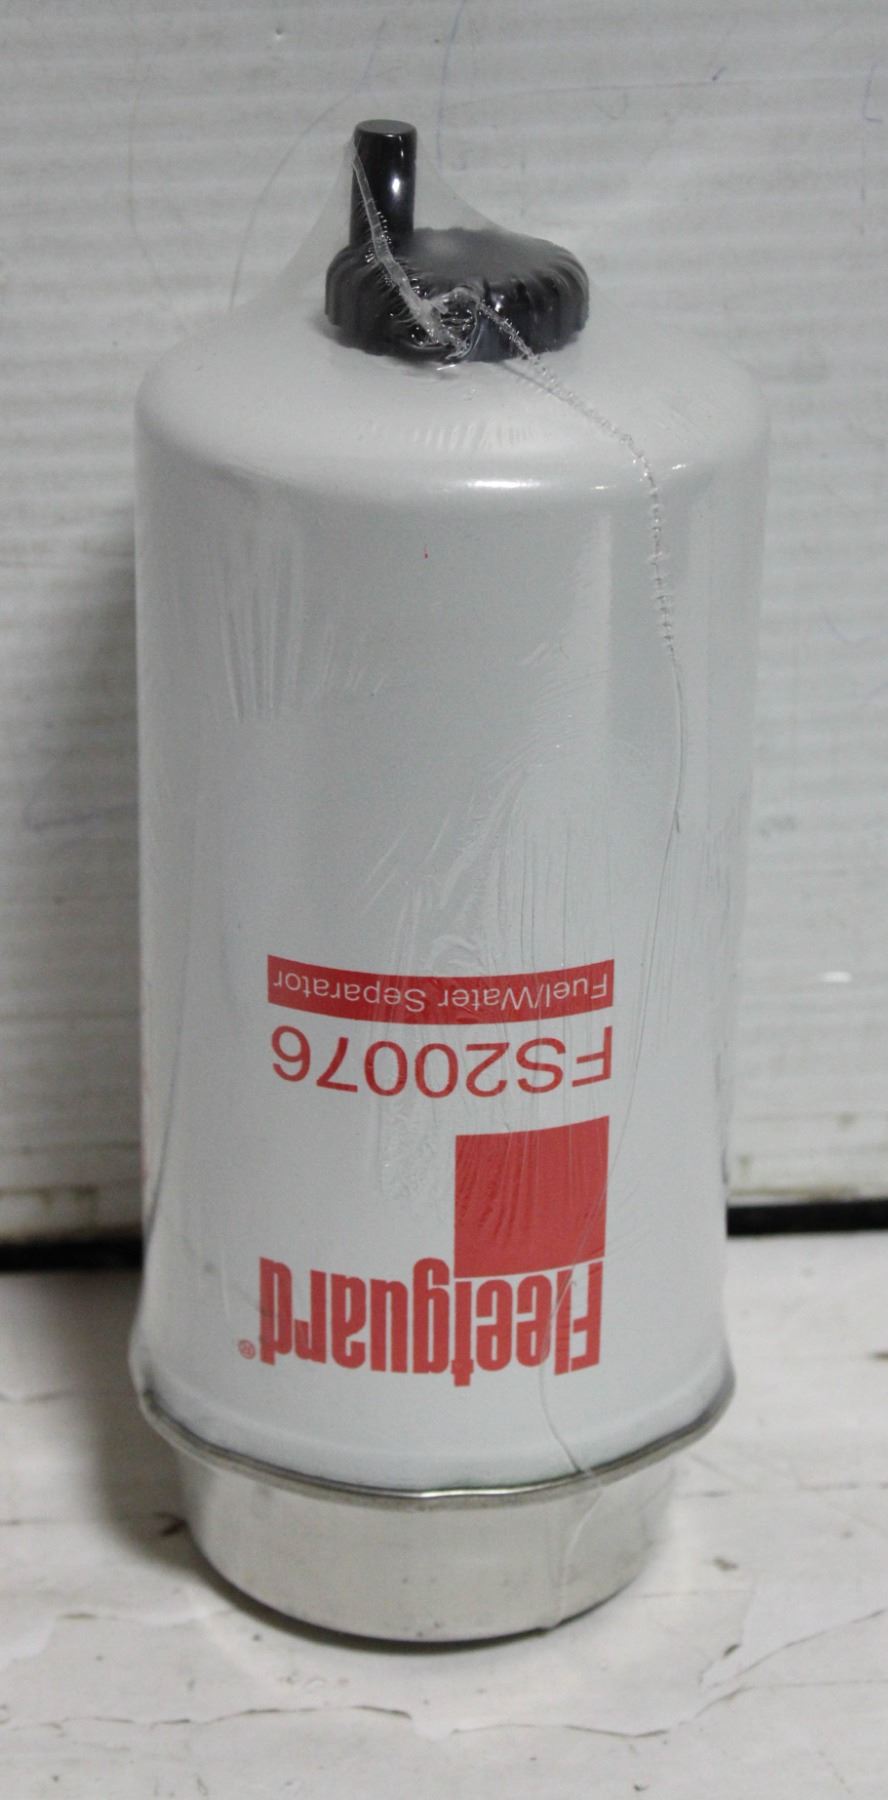 Fleetguard®
FS20076
Fuel/Water Separator